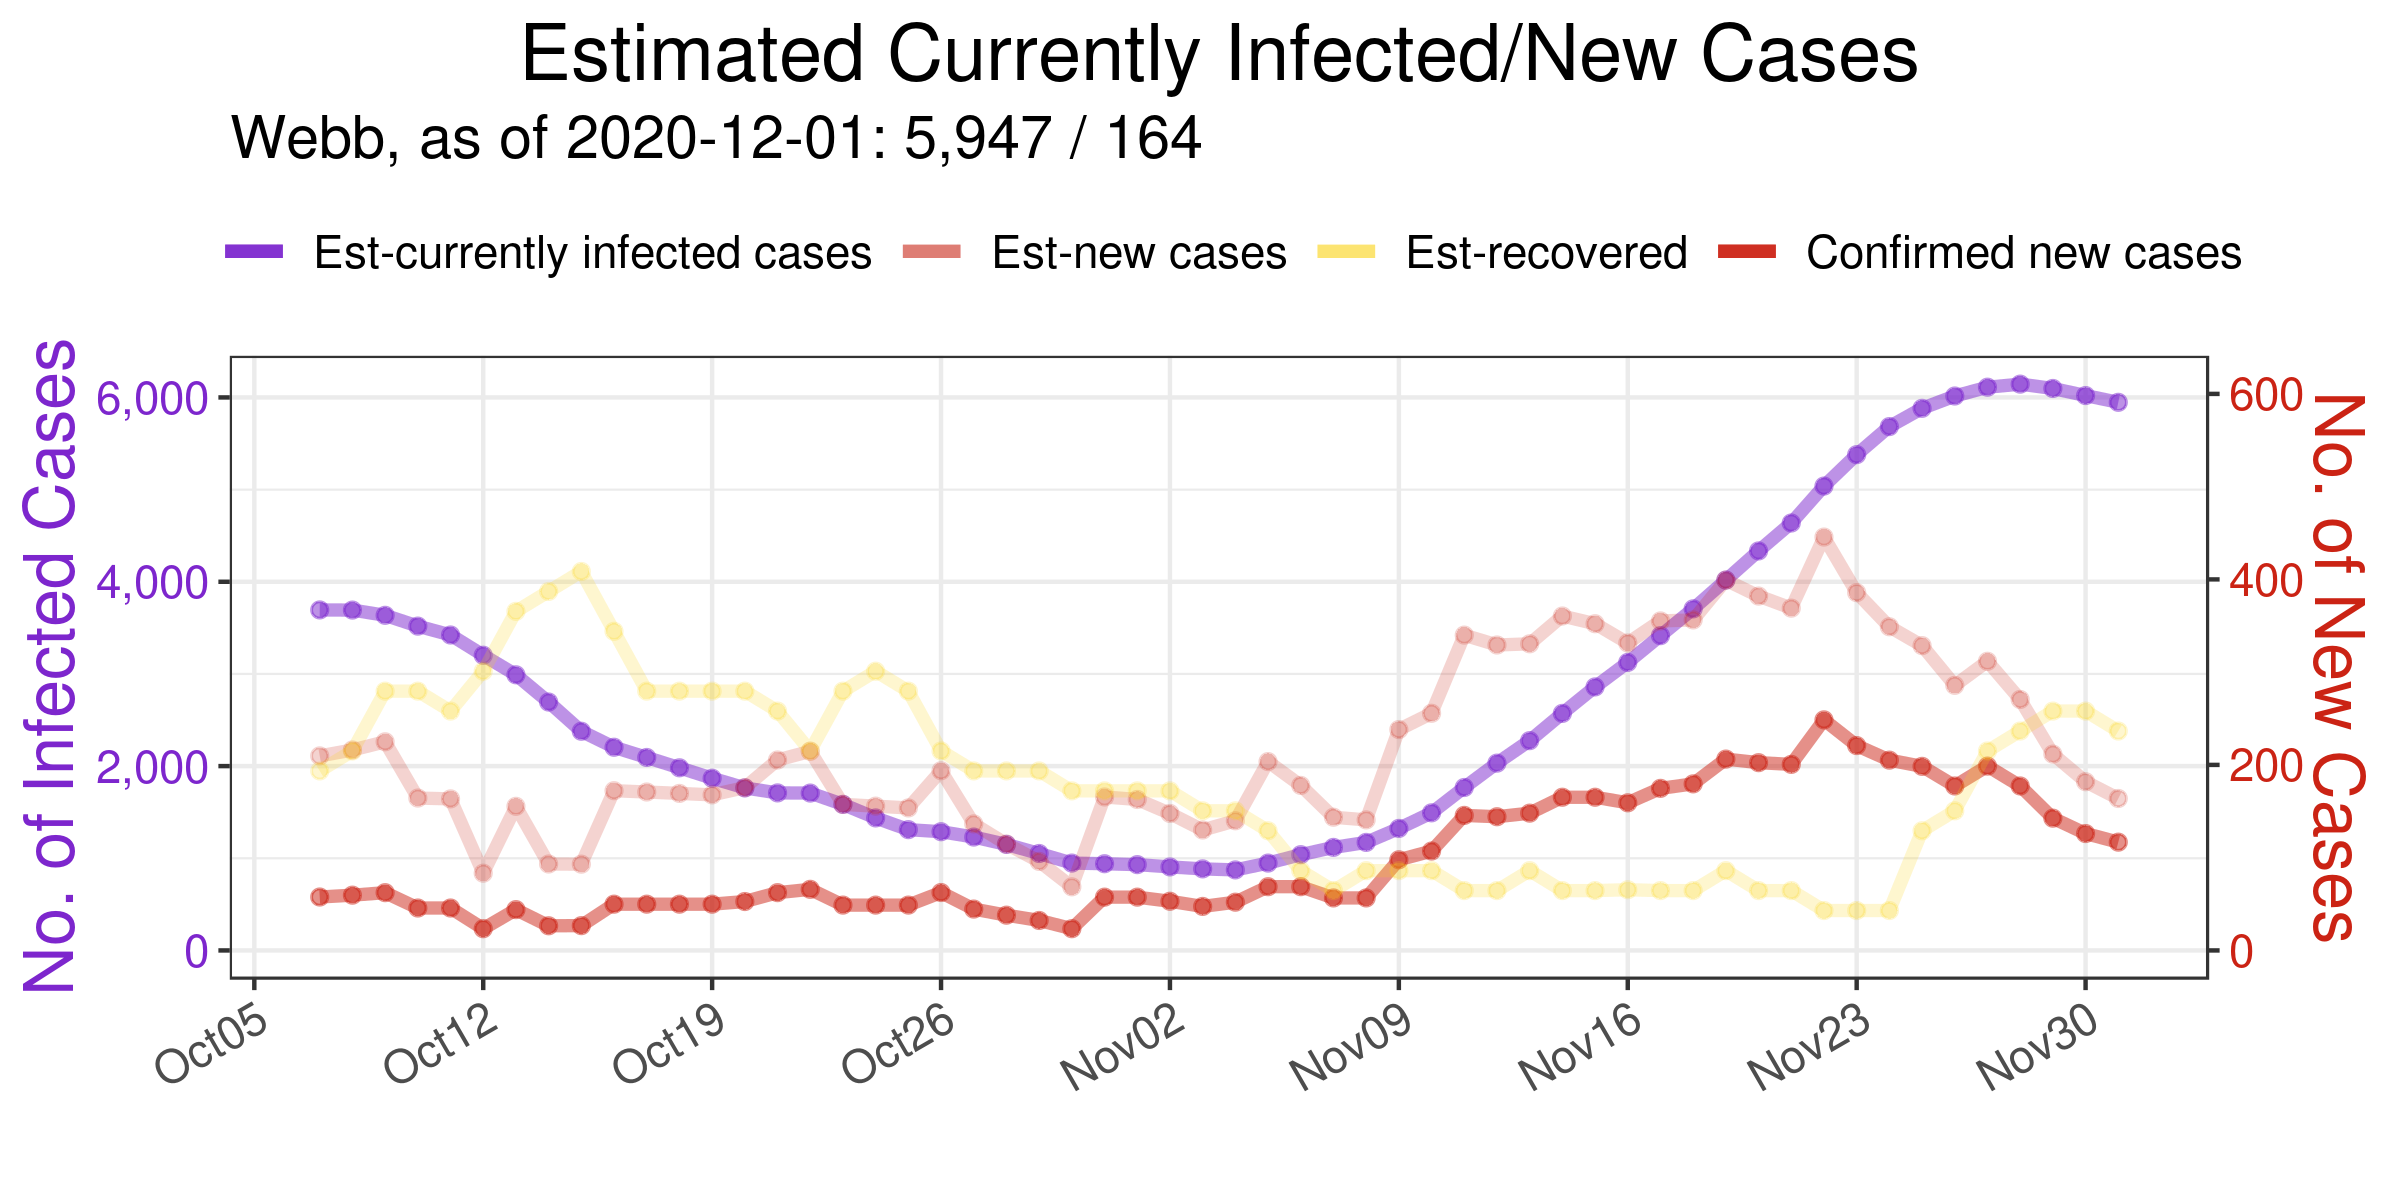 Estimated Currently Infected/New Cases
Webb, as of 2020-12-01: 5,947 / 164
Est-currently infected cases Est-new cases Est-recovered Confirmed new cases
No. of Infected Cases
6,000
4,000
2,000
0
600
400
200
0
No. of New Cases
Oct05 Oct12 Oct19 Oct26 Nov02 Nov09 Nov16 Nov23 Nov30